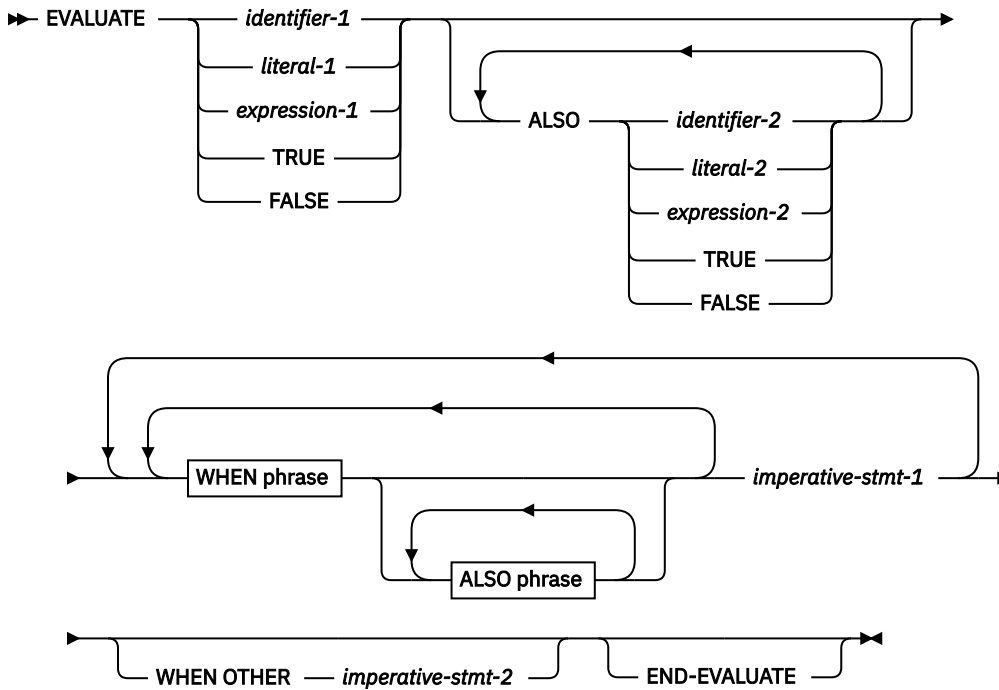 EVALUATE identifier-1
literal-1
expression-1
TRUE
FALSE
ALSO identifier-2
literal-2
expression-2
TRUE
FALSE
WHEN phrase imperative-stmt-1
ALSO phrase
WHEN OTHER imperative-stmt-2 END-EVALUATE